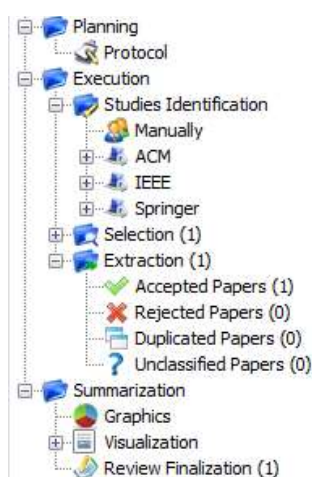 Planning
Protocol
Execution
Studies Identification
Manually
ACM
IEEE
Springer
Selection (1)
Extraction (1)
Accepted Papers (1)
Rejected Papers (0)
Duplicated Papers (0)
Unclassified Papers (0)
Summarization
Graphics
Visualization
Review Finalization (1)